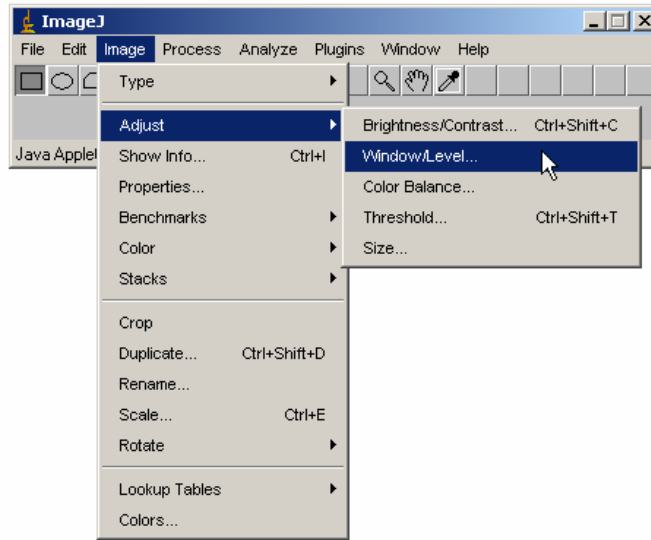 ImageJ
File Edit Image Process Analyze Plugins Window Help
Type
Adjust
Brightness/Contrast... Ctrl+Shift+C
Java Apple
Show Info... Ctrl+I
Window/Level...
Properties...
Color Balance...
Benchmarks
Threshold... Ctrl+Shift+T
Color
Size...
Stacks
Crop
Duplicate... Ctrl+Shift+D
Rename...
Scale... Ctrl+E
Rotate
Lookup Tables
Colors...